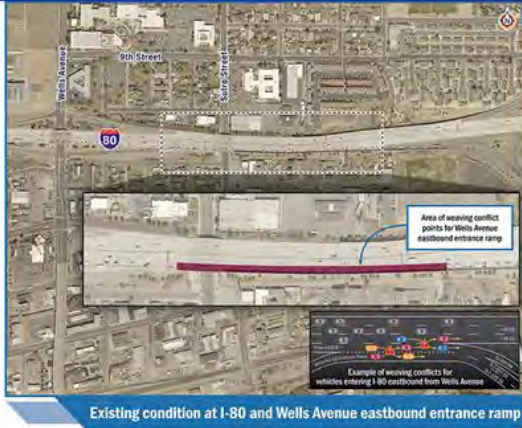 Wells Avenue
9th Street
Sutro Street
80
Area of weaving conflict
points for Wells Avenue
eastbound entrance ramp
Example of weaving conflicts for
vehicles entering I-80 eastbound from Wells Avenue
Existing condition at I-80 and Wells Avenue eastbound entrance ramp